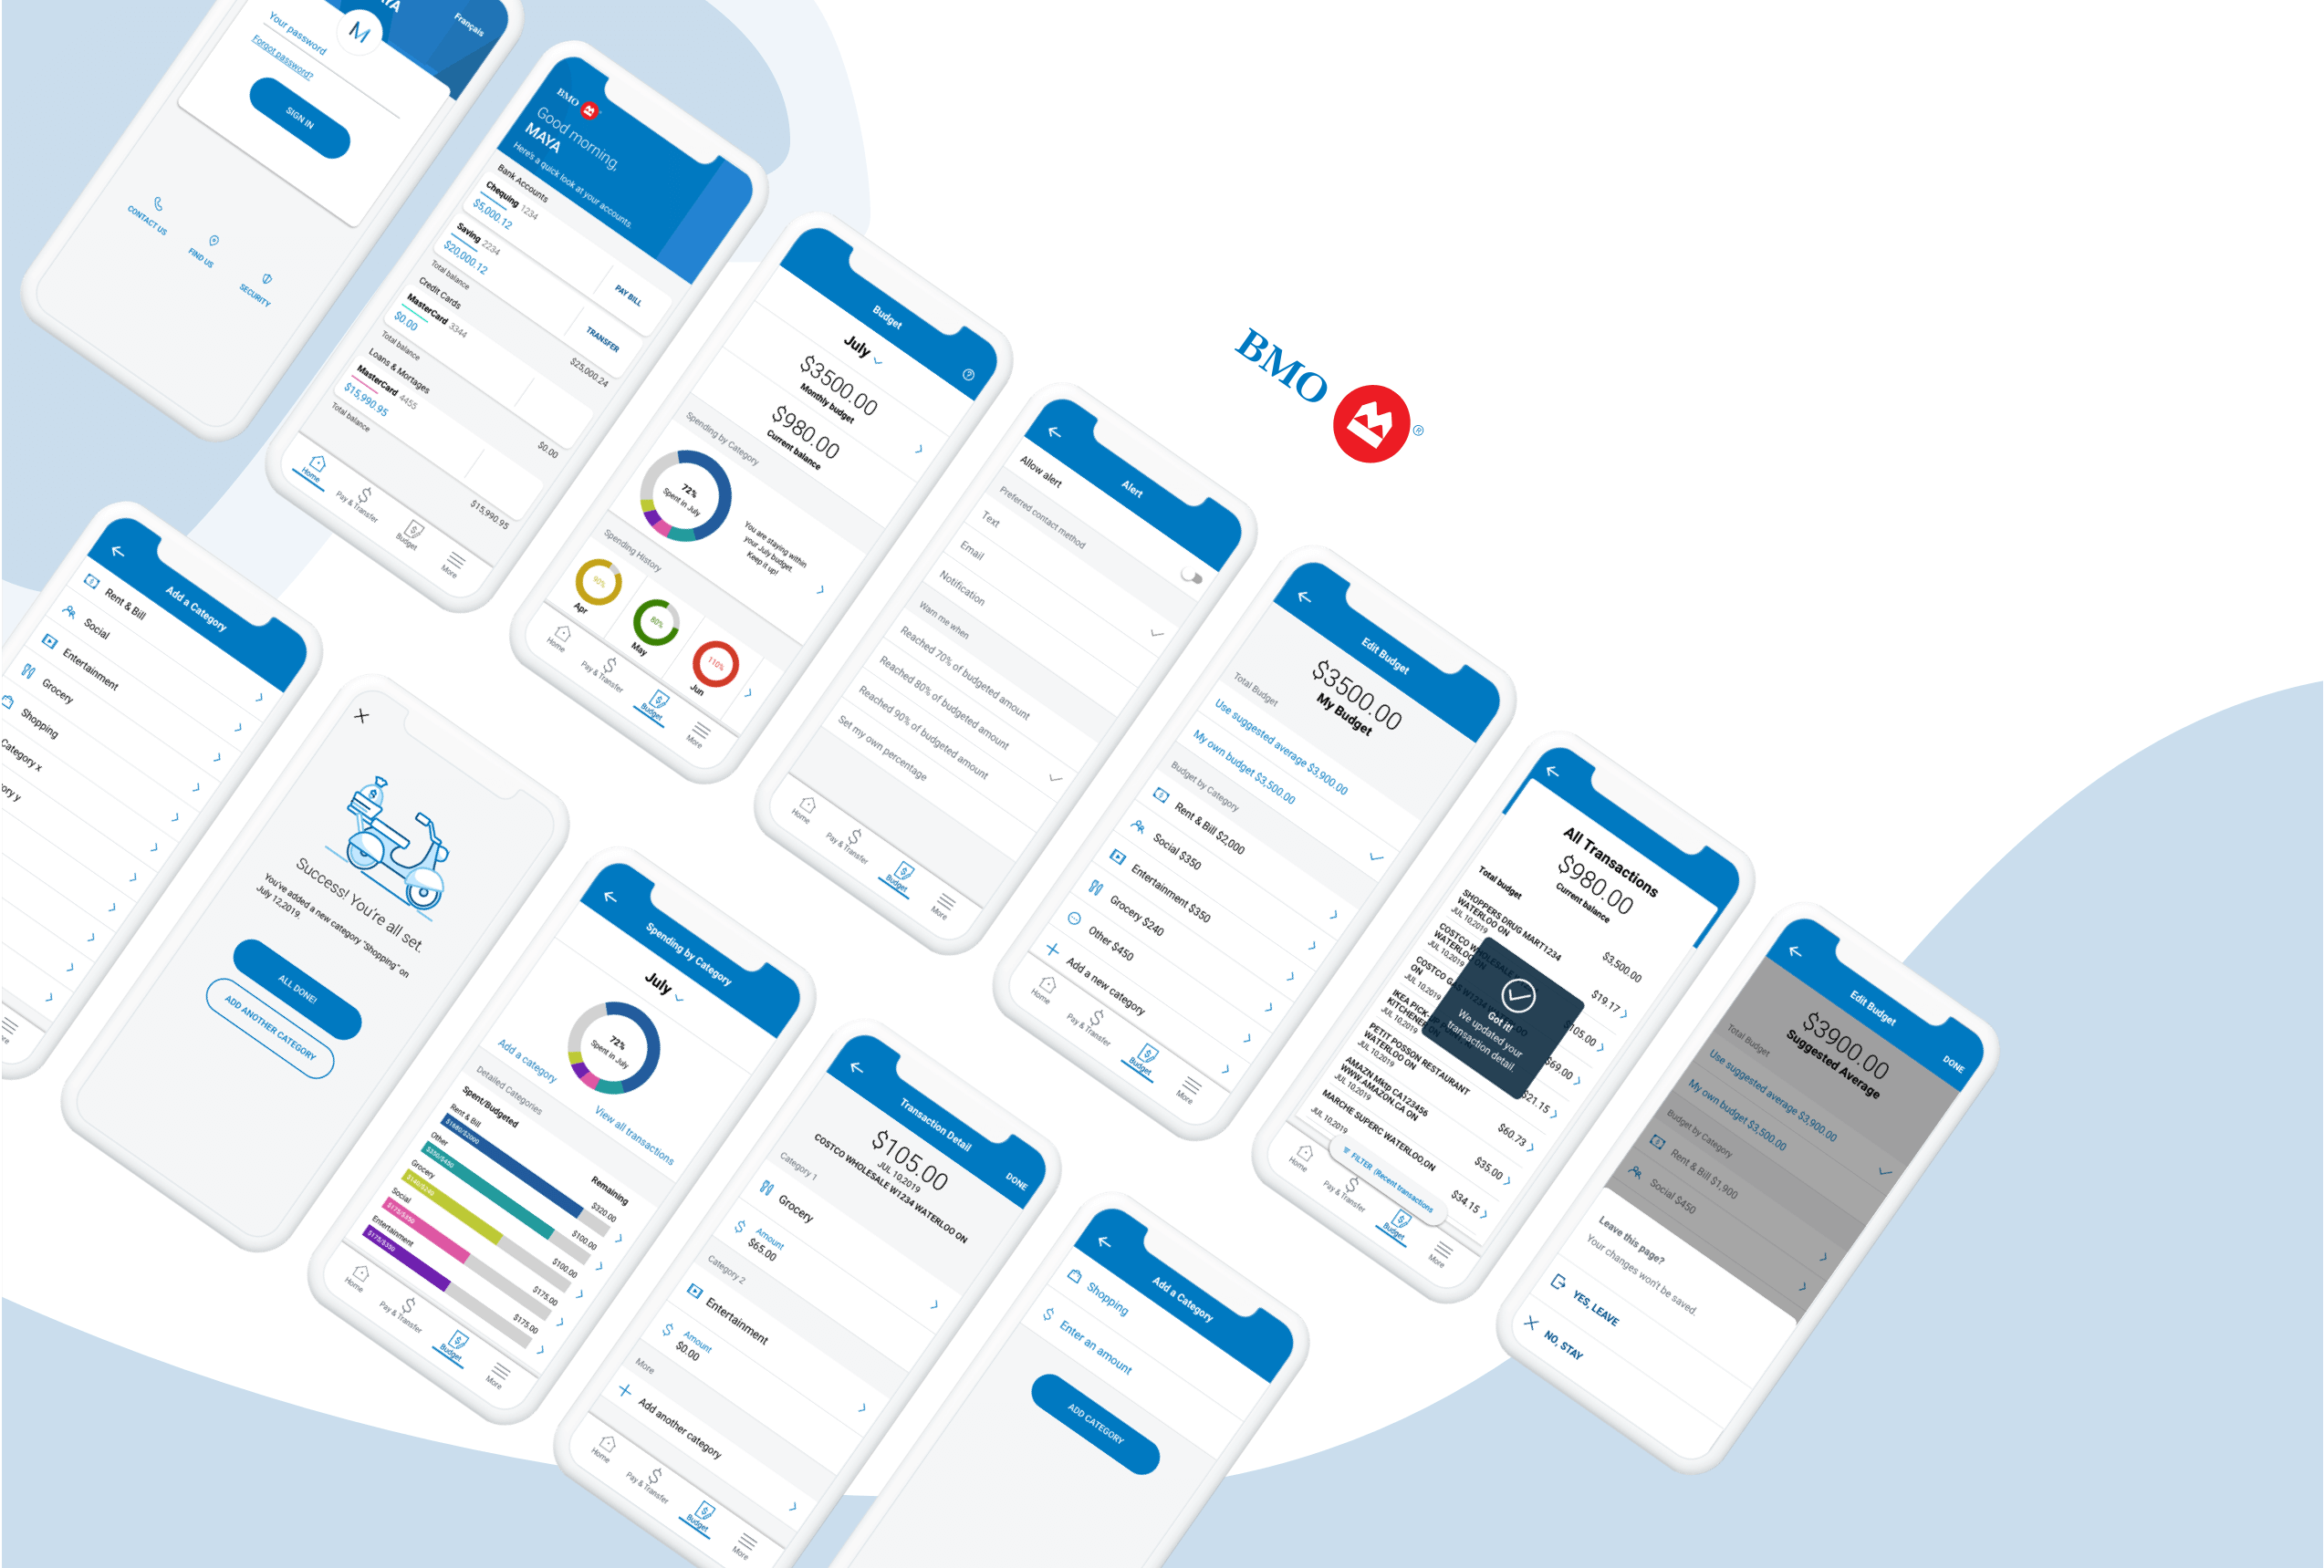 AYA
Français
Your password
Forgot password?
M
SIGN IN
CONTACT US
FIND US
SECURITY
BMO
Good morning,
MAYA
Here's a quick look at your accounts.
Bank Accounts
Chequing 1234
$5,000.12
PAY BILL
Saving 2234
$20,000.12
TRANSFER
Total balance
$25,000.24
Credit Cards
MasterCard 3344
$0.00
Total balance
$0.00
Loans & Mortages
MasterCard 4455
$15,990.95
Total balance
$15,990.95
Home
Pay & Transfer
Budget
More
Budget
July
$3500.00
Monthly budget
$980.00
Current balance
Spending by Category
72%
Spent in July
You are staying within
your July budget.
Keep it up!
Spending History
90%
Apr
80%
May
110%
Jun
Home
Pay & Transfer
Budget
More
Alert
Allow alert
Preferred contact method
Text
Email
Notification
Warn me when
Reached 70% of budgeted amount
Reached 80% of budgeted amount
Reached 90% of budgeted amount
Set my own percentage
Home
Pay & Transfer
Budget
More
BMO
®
Edit Budget
$3500.00
My Budget
Total Budget
Use suggested average $3,900.00
My own budget $3,500.00
Budget by Category
Rent & Bill $2,000
Social $350
Entertainment $350
Grocery $240
Other $450
Add a new category
Home
Pay & Transfer
Budget
More
All Transactions
$980.00
Current balance
Total budget
$3,500.00
SHOPPERS DRUG MART1234
WATERLOO ON
JUL 10,2019
$19.17
COSTCO WHOLESALE
WATERLOO ON
JUL 10,2019
$105.00
COSTCO GAS W1234
ON
JUL 10,2019
$69.00
IKEA PICK-UP
KITCHENER
JUL 10,2019
$21.15
PETIT POSSON RESTAURANT
WATERLOO ON
JUL 10,2019
$60.73
AMAZN Mktp CA123456
WWW.AMAZON.CA ON
JUL 10,2019
$35.00
MARCHE SUPERC WATERLOO,ON
JUL 10,2019
$34.15
Got it!
We updated your
transaction detail.
FILTER (Recent transactions
Home
Pay & Transfer
Budget
More
Edit Budget
DONE
$3900.00
Suggested Average
Total Budget
Use suggested average $3,900.00
My own budget $3,500.00
Budget by Category
Rent & Bill $1,900
Social $450
Leave this page?
Your changes won't be saved.
YES, LEAVE
NO, STAY
Add a Category
Rent & Bill
Social
Entertainment
Grocery
Shopping
Category x
ory y
Success! You're all set.
You've added a new category "Shopping" on
July 12,2019.
ALL DONE!
ADD ANOTHER CATEGORY
Spending by Category
July
72%
Spent in July
Add a category
View all transactions
Detailed Categories
Spent/Budgeted
Remaining
Rent & Bill
$1680/$2000
$320.00
Other
$350/$450
$100.00
Grocery
$140/$240
$100.00
Social
$175/$350
$175.00
Entertainment
$175/$350
$175.00
Home
Pay & Transfer
Budget
More
Transaction Detail
DONE
$105.00
JUL 10,2019
COSTCO WHOLESALE W1234 WATERLOO ON
Category 1
Grocery
Amount
$65.00
Category 2
Entertainment
Amount
$0.00
More
Add another category
Home
Pay & Transfer
Budget
More
Add a Category
Shopping
Enter an amount
ADD CATEGORY